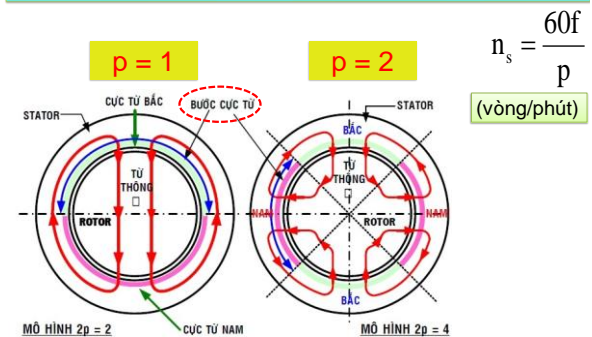 p = 1
p = 2
n_s = 60f / p
(vòng/phút)
STATOR
CỰC TỪ BẮC
BƯỚC CỰC TỪ
STATOR
BẮC
TỪ
THÔNG
ROTOR
TỪ
THÔNG
NAM
ROTOR
NAM
BẮC
MÔ HÌNH 2p = 2
CỰC TỪ NAM
MÔ HÌNH 2p = 4